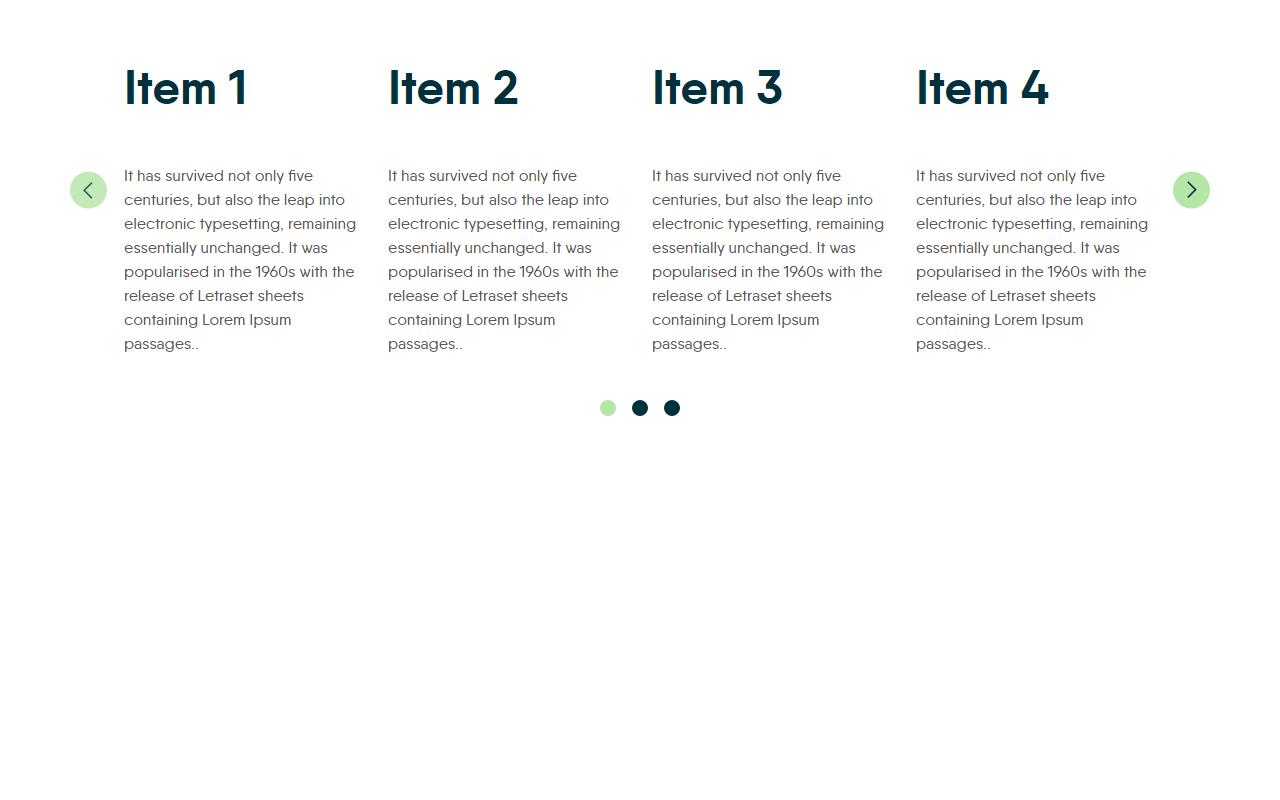 Item 1
It has survived not only five
centuries, but also the leap into
electronic typesetting, remaining
essentially unchanged. It was
popularised in the 1960s with the
release of Letraset sheets
containing Lorem Ipsum
passages..
Item 2
It has survived not only five
centuries, but also the leap into
electronic typesetting, remaining
essentially unchanged. It was
popularised in the 1960s with the
release of Letraset sheets
containing Lorem Ipsum
passages..
Item 3
It has survived not only five
centuries, but also the leap into
electronic typesetting, remaining
essentially unchanged. It was
popularised in the 1960s with the
release of Letraset sheets
containing Lorem Ipsum
passages..
Item 4
It has survived not only five
centuries, but also the leap into
electronic typesetting, remaining
essentially unchanged. It was
popularised in the 1960s with the
release of Letraset sheets
containing Lorem Ipsum
passages..